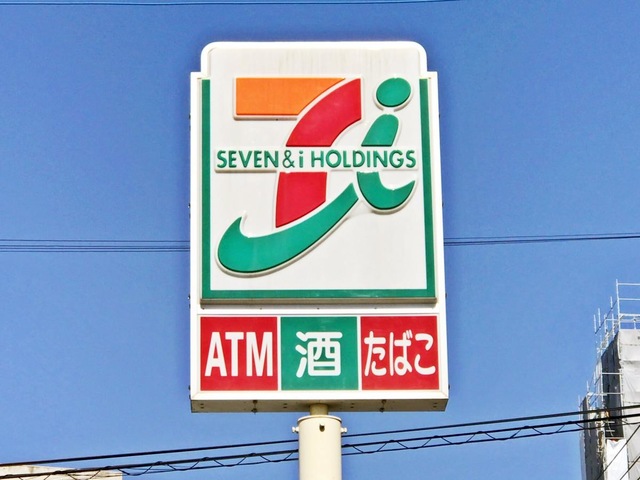 SEVEN & i HOLDINGS
ATM 酒 たばこ